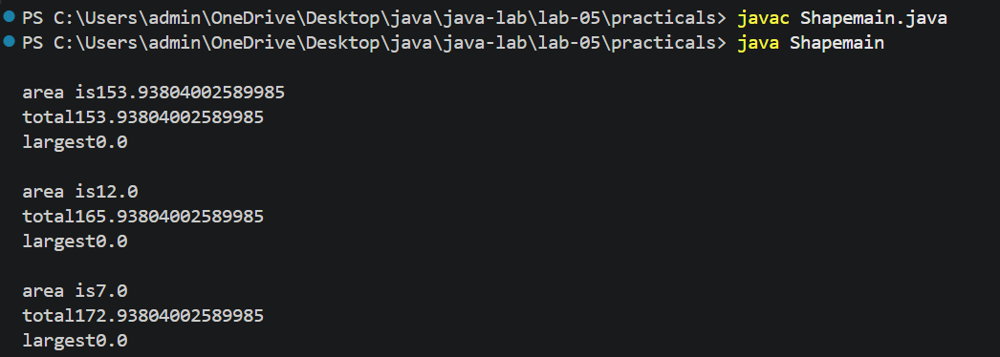 PS C:\Users\admin\OneDrive\Desktop\java\java-lab\lab-05\practicals> javac Shapemain.java
PS C:\Users\admin\OneDrive\Desktop\java\java-lab\lab-05\practicals> java Shapemain
area is153.93804002589985
total153.93804002589985
largest0.0
area is12.0
total165.93804002589985
largest0.0
area is7.0
total172.93804002589985
largest0.0